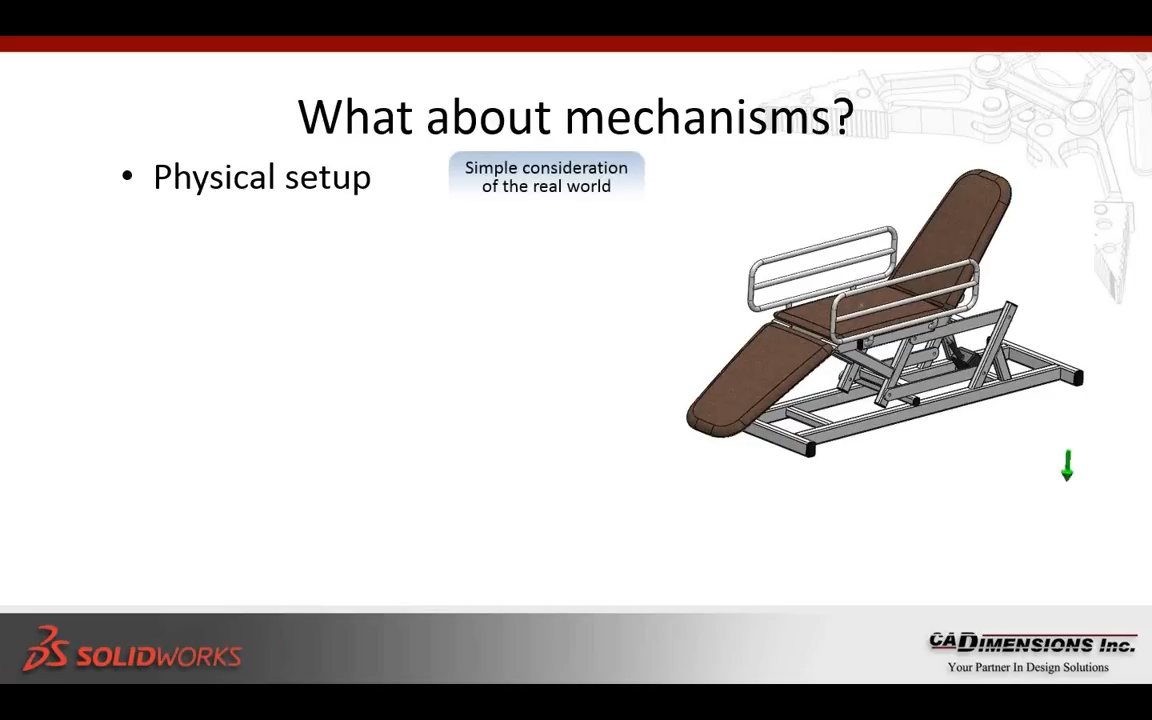 What about mechanisms?
• Physical setup
Simple consideration
of the real world
SOLIDWORKS
CADIMENSIONS Inc.
Your Partner In Design Solutions